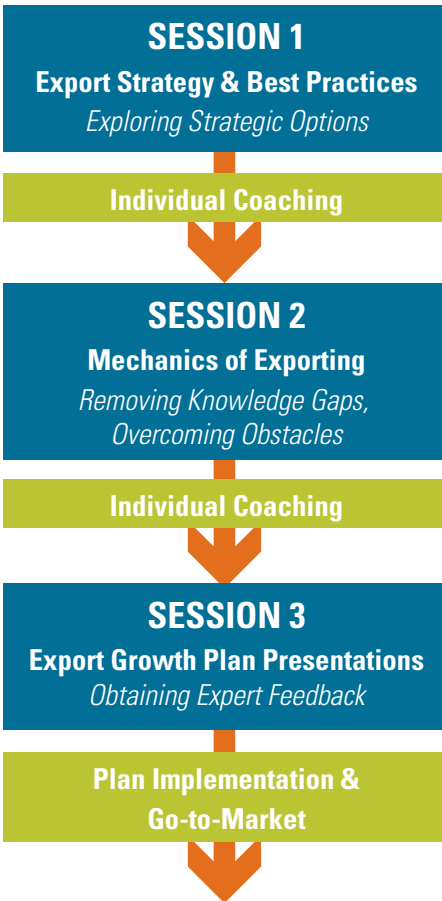 SESSION 1
Export Strategy & Best Practices
Exploring Strategic Options
Individual Coaching
SESSION 2
Mechanics of Exporting
Removing Knowledge Gaps,
Overcoming Obstacles
Individual Coaching
SESSION 3
Export Growth Plan Presentations
Obtaining Expert Feedback
Plan Implementation &
Go-to-Market